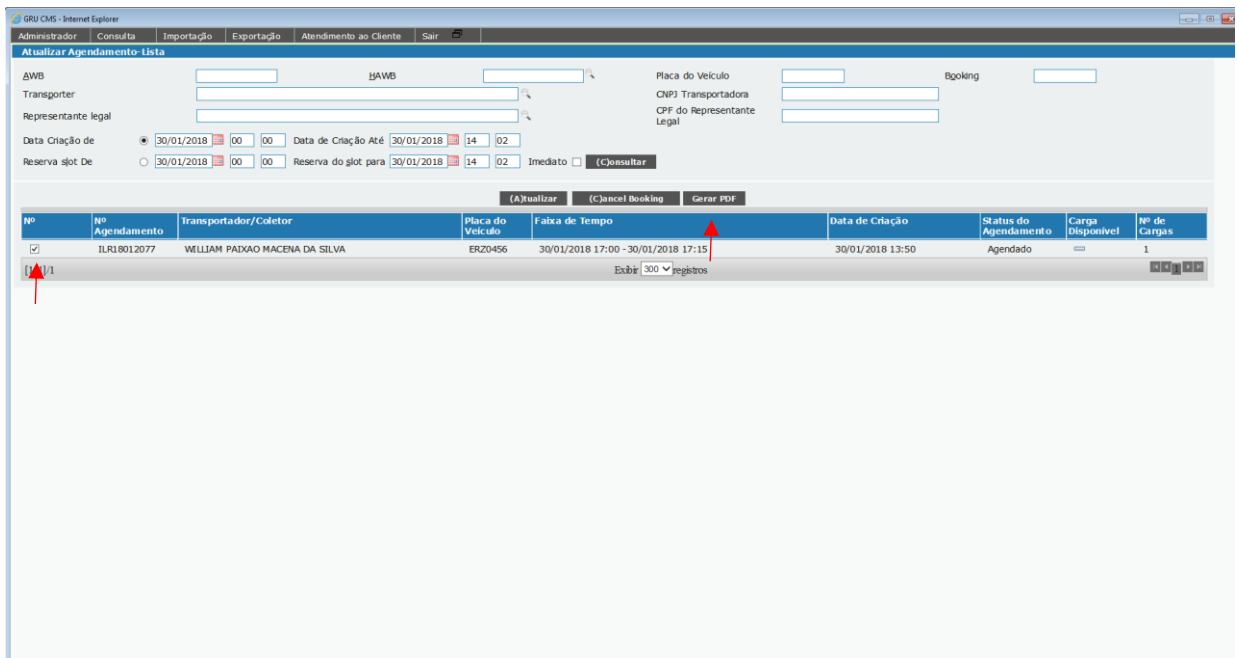 GRU CMS - Internet Explorer
Administrador Consulta Importação Exportação Atendimento ao Cliente Sair
Atualizar Agendamento-Lista
AWB HAWB Placa do Veículo Booking
Transporter CNPJ Transportadora
Representante legal CPF do Representante Legal
Data Criação de 30/01/2018 00 00 Data de Criação Até 30/01/2018 14 02
Reserva slot De 30/01/2018 00 00 Reserva do slot para 30/01/2018 14 02 Imediato (C)onsultar
(A)tualizar (C)ancel Booking Gerar PDF
Nº Nº Agendamento Transportador/Coletor Placa do Veículo Faixa de Tempo Data de Criação Status do Agendamento Carga Disponível Nº de Cargas
ILR18012077 WILLIAM PAIXAO MACENA DA SILVA ERZ0456 30/01/2018 17:00 -30/01/2018 17:15 30/01/2018 13:50 Agendado 1
]/1 Exibir 300 registros 1